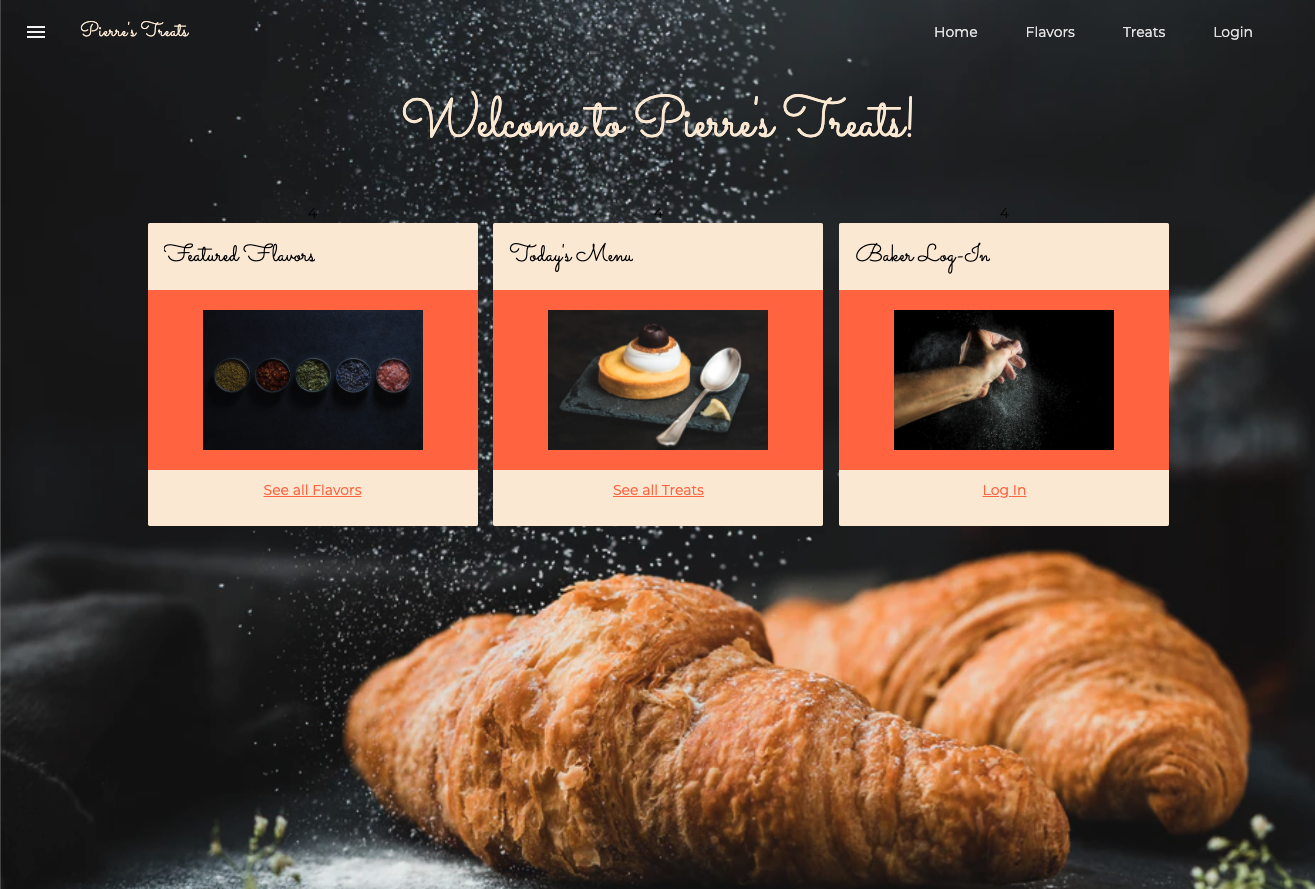 Pierre's Treats
Home Flavors Treats Login
Welcome to Pierre's Treats!
4 4 4
Featured Flavors
Today's Menu
Baker Log-In
See all Flavors
See all Treats
Log In